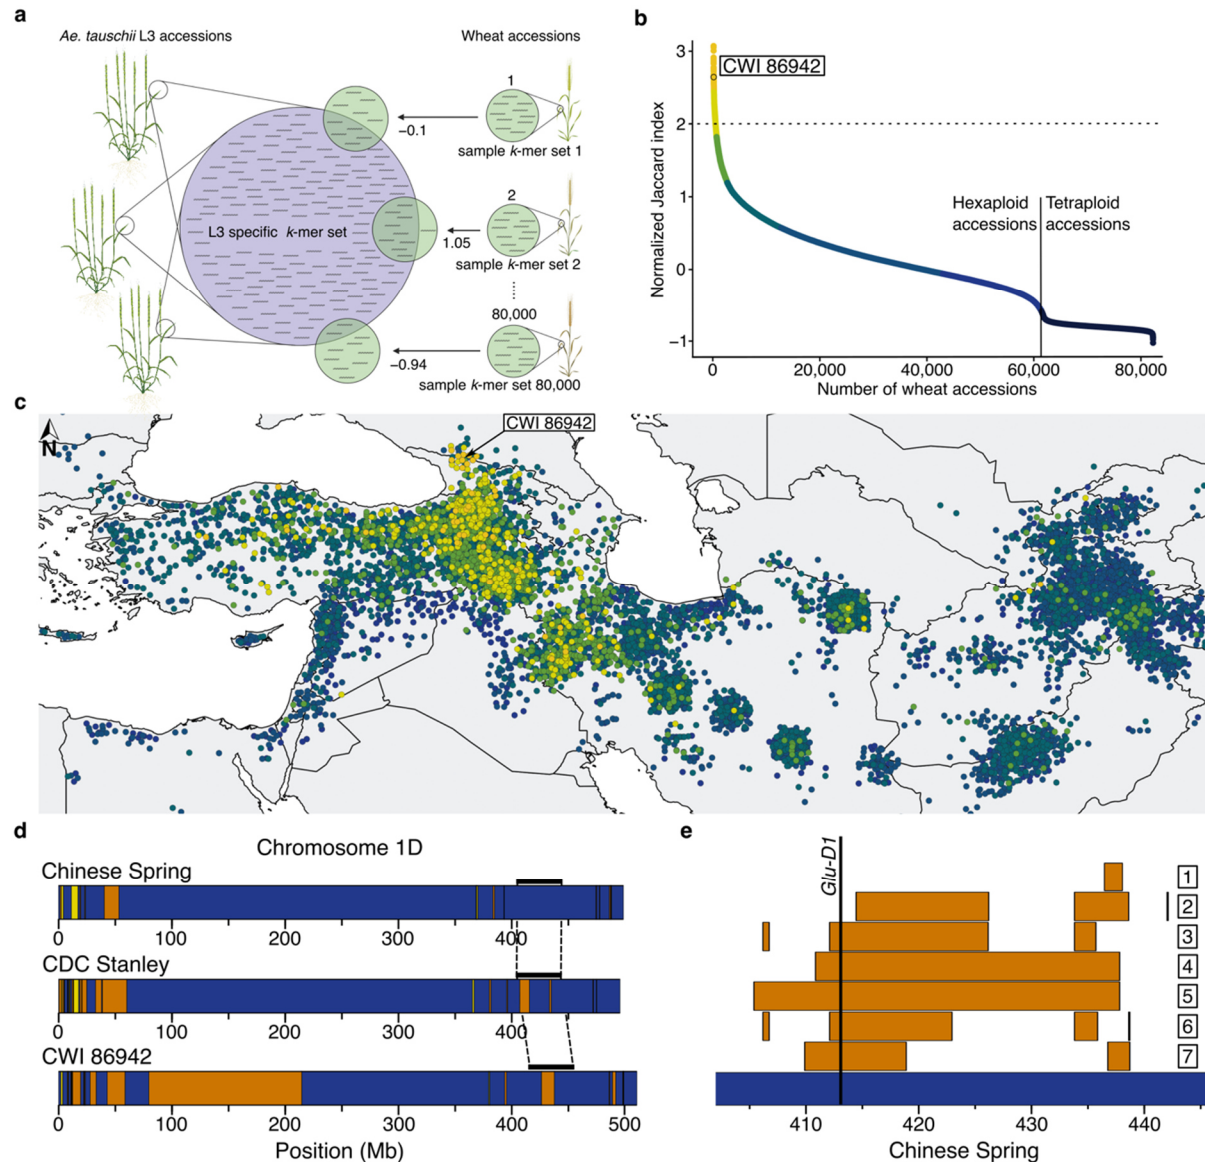 a
Ae. tauschii L3 accessions
Wheat accessions
1
−0.1
sample k-mer set 1
2
L3 specific k-mer set
1.05
sample k-mer set 2
80,000
−0.94
sample k-mer set 80,000
b
Normalized Jaccard index
3
2
1
0
−1
CWI 86942
Hexaploid accessions
Tetraploid accessions
0
20,000
40,000
60,000
80,000
Number of wheat accessions
c
N
CWI 86942
d
Chromosome 1D
Chinese Spring
0
100
200
300
400
CDC Stanley
0
100
200
300
400
CWI 86942
0
100
200
300
400
500
Position (Mb)
e
Glu-D1
1
2
3
4
5
6
7
410
420
430
440
Chinese Spring